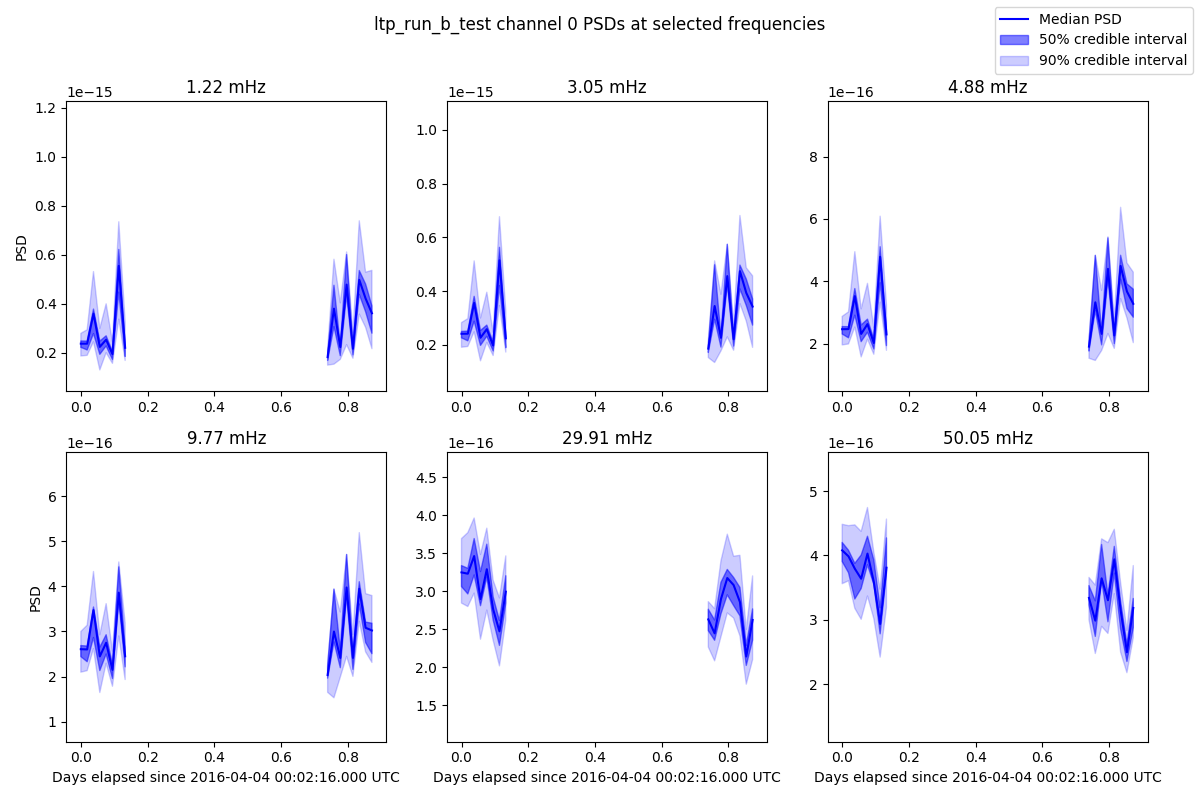 ltp_run_b_test channel 0 PSDs at selected frequencies
Median PSD
50% credible interval
90% credible interval
1e−15
1.22 mHz
1.2
1.0
0.8
0.6
0.4
0.2
PSD
0.0 0.2 0.4 0.6 0.8
1e−15
3.05 mHz
1.0
0.8
0.6
0.4
0.2
0.0 0.2 0.4 0.6 0.8
1e−16
4.88 mHz
8
6
4
2
0.0 0.2 0.4 0.6 0.8
1e−16
9.77 mHz
6
5
4
3
2
1
PSD
0.0 0.2 0.4 0.6 0.8
Days elapsed since 2016-04-04 00:02:16.000 UTC
1e−16
29.91 mHz
4.5
4.0
3.5
3.0
2.5
2.0
1.5
0.0 0.2 0.4 0.6 0.8
Days elapsed since 2016-04-04 00:02:16.000 UTC
1e−16
50.05 mHz
5
4
3
2
0.0 0.2 0.4 0.6 0.8
Days elapsed since 2016-04-04 00:02:16.000 UTC